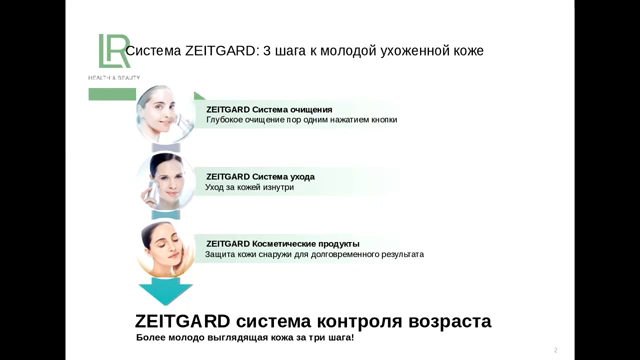 LR
Система ZEITGARD: 3 шага к молодой ухоженной коже
HEALTH & BEAUTY
ZEITGARD Система очищения
Глубокое очищение пор одним нажатием кнопки
ZEITGARD Система ухода
Уход за кожей изнутри
ZEITGARD Косметические продукты
Защита кожи снаружи для долговременного результата
ZEITGARD система контроля возраста
Более молодо выглядящая кожа за три шага!
2